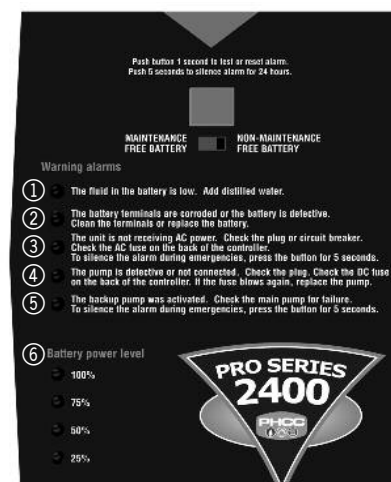 Push button 1 second to test or reset alarm.
Push 5 seconds to silence alarm for 24 hours.
MAINTENANCE FREE BATTERY
NON-MAINTENANCE FREE BATTERY
Warning alarms
① The fluid in the battery is low. Add distilled water.
② The battery terminals are corroded or the battery is defective.
Clean the terminals or replace the battery.
③ The unit is not receiving AC power. Check the plug or circuit breaker.
Check the AC fuse on the back of the controller.
To silence the alarm during emergencies, press the button for 5 seconds.
④ The pump is defective or not connected. Check the plug. Check the DC fuse
on the back of the controller. If the fuse blows again, replace the pump.
⑤ The backup pump was activated. Check the main pump for failure.
To silence the alarm during emergencies, press the button for 5 seconds.
⑥ Battery power level
100%
75%
50%
25%
PRO SERIES
2400
PHCC